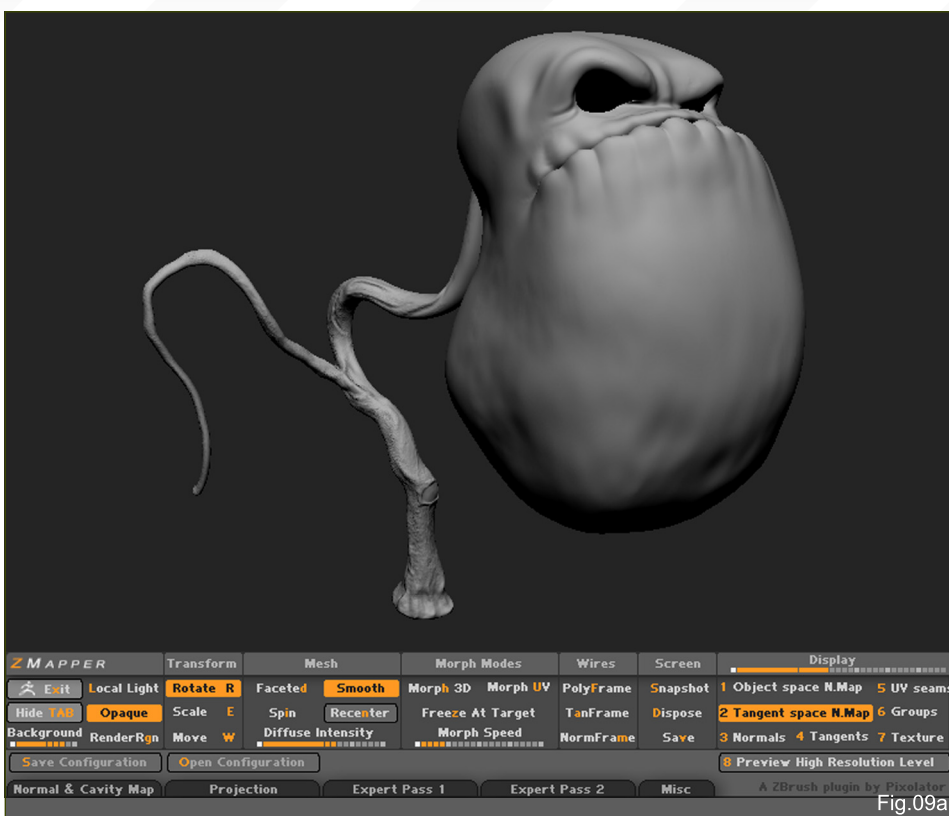 ZMAPPER Transform Mesh Morph Modes Wires Screen Display
Exit Local Light Rotate R Faceted Smooth Morph 3D Morph UV PolyFrame Snapshot 1 Object space N.Map 5 UV seam
Hide TAB Opaque Scale E Spin Recenter Freeze At Target TanFrame Dispose 2 Tangent space N.Map 6 Groups
Background RenderRgn Move W Diffuse Intensity Morph Speed NormFrame Save 3 Normals 4 Tangents 7 Texture
Save Configuration Open Configuration 8 Preview High Resolution Level
Normal & Cavity Map Projection Expert Pass 1 Expert Pass 2 Misc A ZBrush plugin by Pixolator
Fig.09a